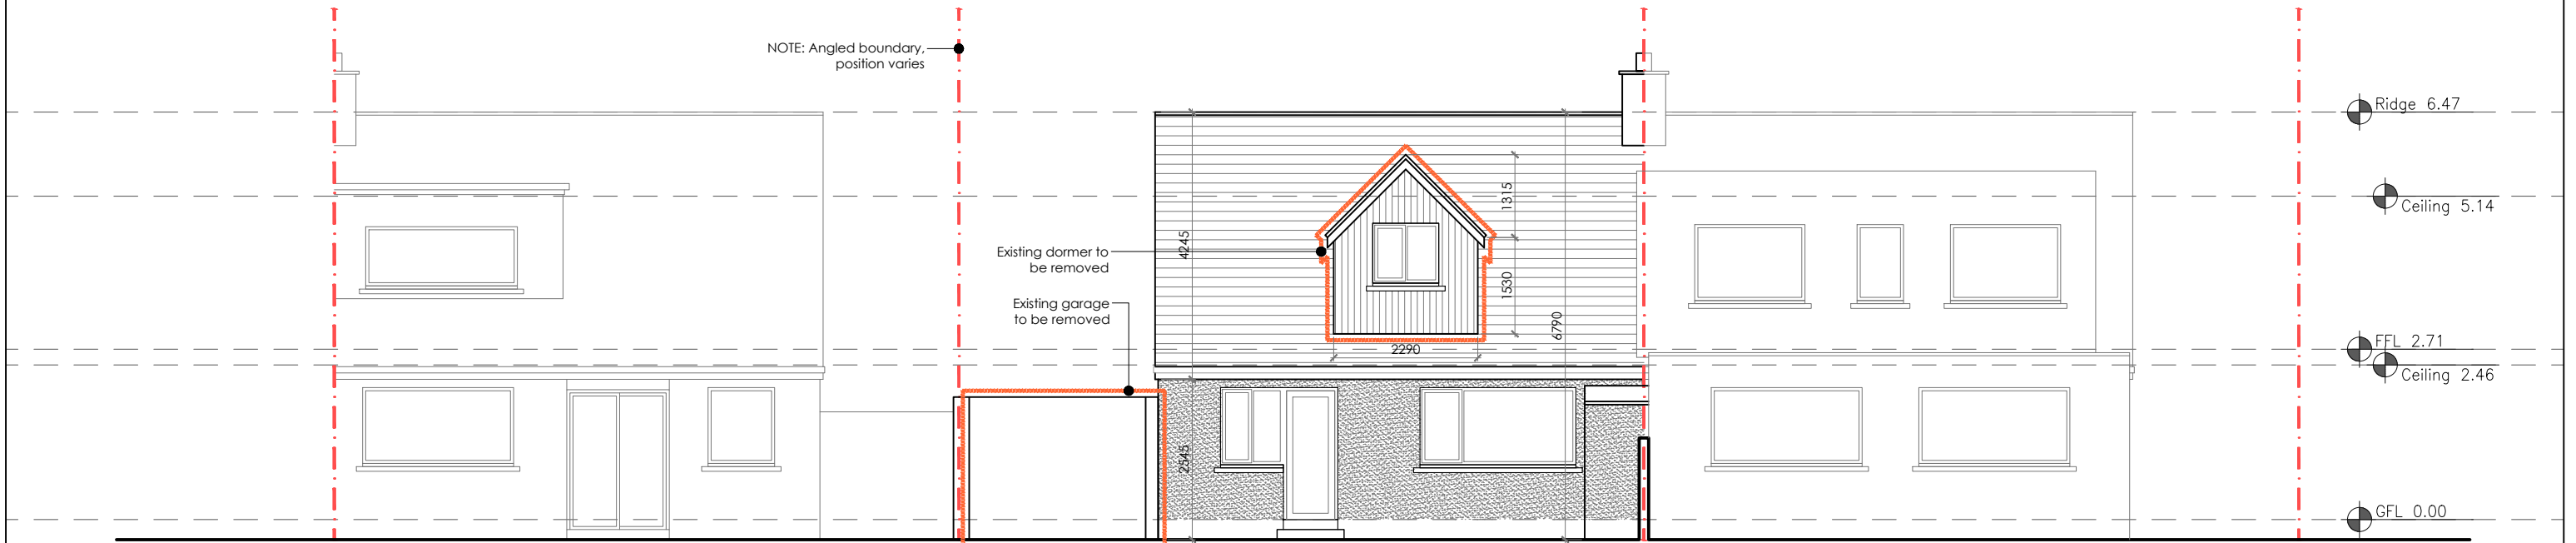 NOTE: Angled boundary,
position varies
Ridge 6.47
1315
Ceiling 5.14
4245
Existing dormer to
be removed
1530
Existing garage
to be removed
6790
2290
FFL 2.71
Ceiling 2.46
2545
GFL 0.00